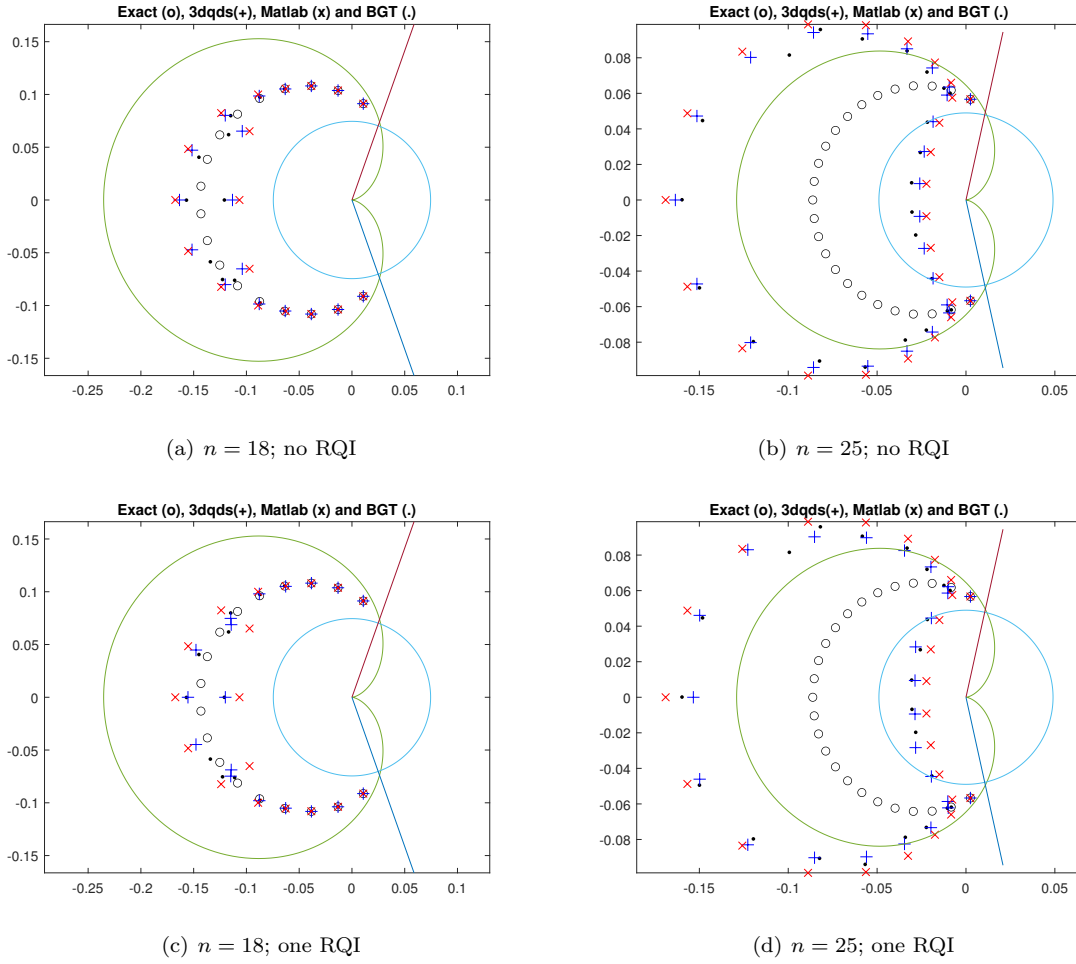 Exact (o), 3dqds(+), Matlab (x) and BGT (.)
0.15
0.1
0.05
0
-0.05
-0.1
-0.15
-0.25 -0.2 -0.15 -0.1 -0.05 0 0.05 0.1
(a) n = 18; no RQI
Exact (o), 3dqds(+), Matlab (x) and BGT (.)
0.08
0.06
0.04
0.02
0
-0.02
-0.04
-0.06
-0.08
-0.15 -0.1 -0.05 0 0.05
(b) n = 25; no RQI
Exact (o), 3dqds(+), Matlab (x) and BGT (.)
0.15
0.1
0.05
0
-0.05
-0.1
-0.15
-0.25 -0.2 -0.15 -0.1 -0.05 0 0.05 0.1
(c) n = 18; one RQI
Exact (o), 3dqds(+), Matlab (x) and BGT (.)
0.08
0.06
0.04
0.02
0
-0.02
-0.04
-0.06
-0.08
-0.15 -0.1 -0.05 0 0.05
(d) n = 25; one RQI